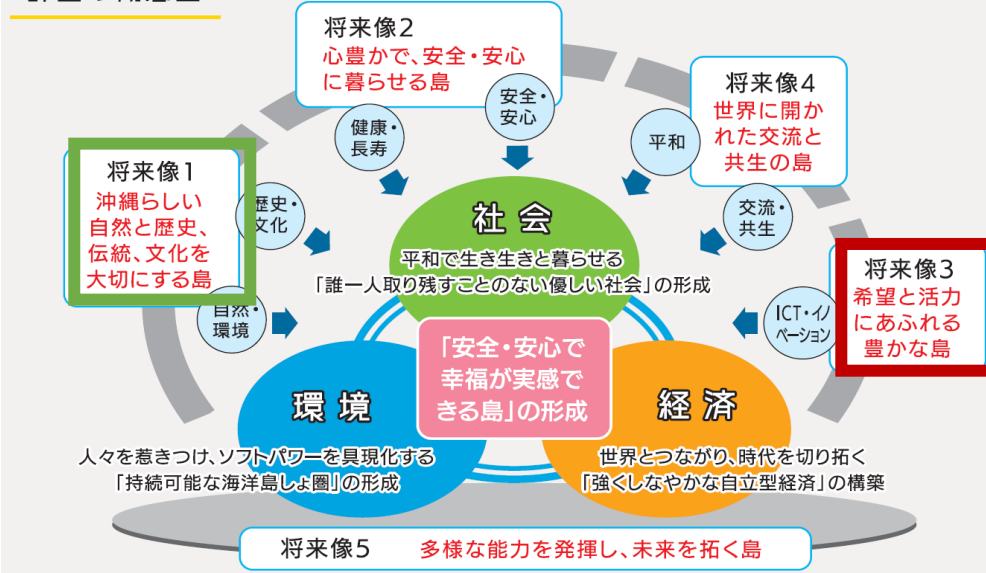 将来像2
心豊かで、安全・安心
に暮らせる島
安全・
安心
健康・
長寿
将来像4
世界に開か
れた交流と
共生の島
平和
交流・
共生
将来像1
沖縄らしい
自然と歴史、
伝統、文化を
大切にする島
歴史・
文化
自然・
環境
社会
平和で生き生きと暮らせる
「誰一人取り残すことのない優しい社会」の形成
将来像3
希望と活力
にあふれる
豊かな島
ICT・イノ
ベーション
「安全・安心で
幸福が実感で
きる島」の形成
環境
人々を惹きつけ、ソフトパワーを具現化する
「持続可能な海洋島しょ圏」の形成
経済
世界とつながり、時代を切り拓く
「強くしなやかな自立型経済」の構築
将来像5 多様な能力を発揮し、未来を拓く島